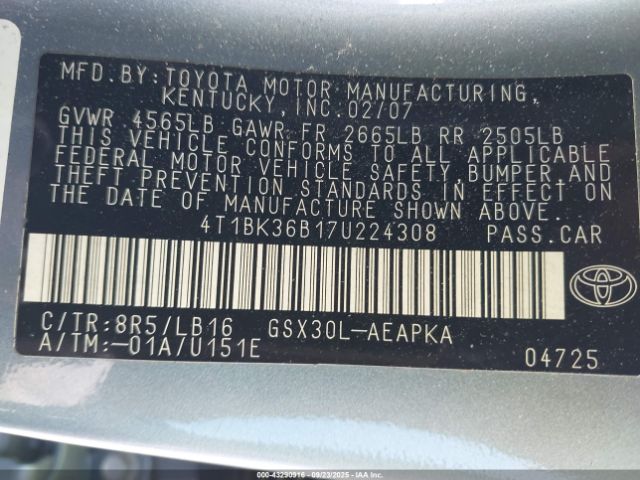 MFD.BY:TOYOTA MOTOR MANUFACTURING,
KENTUCKY,INC.02/07
GVWR 4565LB GAWR FR 2665LB RR 2505LB
THIS VEHICLE CONFORMS TO ALL APPLICABLE
FEDERAL MOTOR VEHICLE SAFETY,BUMPER,AND
THEFT PREVENTION STANDARDS IN EFFECT ON
THE DATE OF MANUFACTURE SHOWN ABOVE.
4T1BK36B17U224308 PASS.CAR
C/TR:8R5/LB16 GSX30L-AEAPKA
A/TM:-01A/U151E 04725
TOYOTA
000-43290916 - 09/23/2025 - IAAI.CA